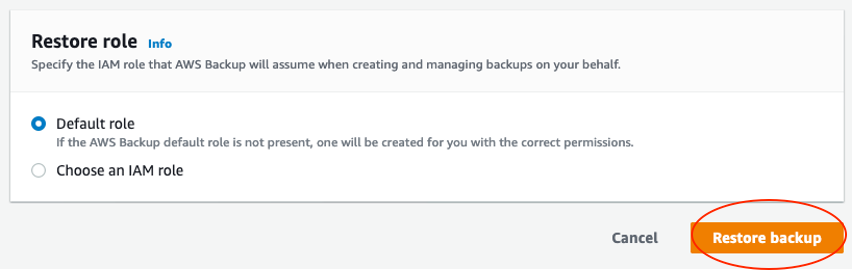 Restore role Info
Specify the IAM role that AWS Backup will assume when creating and managing backups on your behalf.
Default role
If the AWS Backup default role is not present, one will be created for you with the correct permissions.
Choose an IAM role
Cancel Restore backup